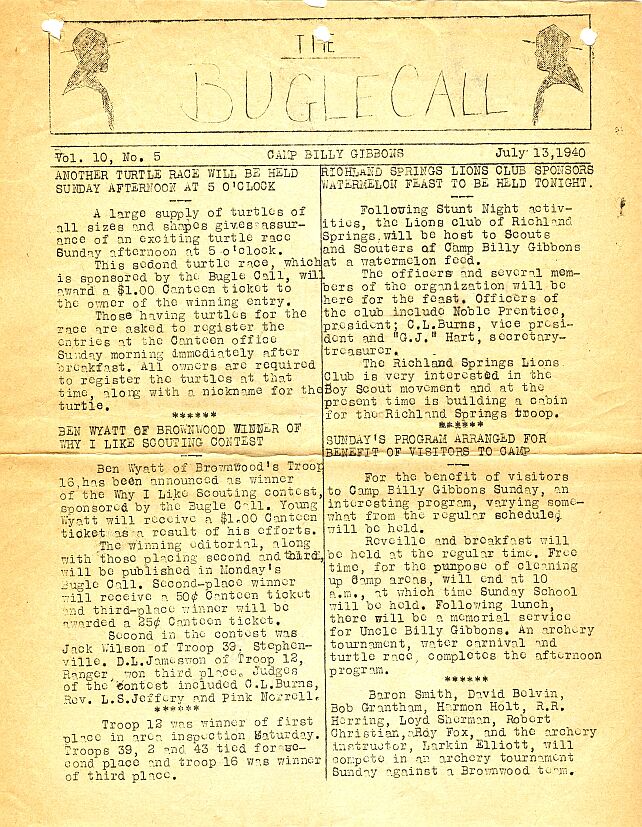 THE
BUGLE CALL
Vol. 10, No. 5 CAMP BILLY GIBBONS July 13,1940
ANOTHER TURTLE RACE WILL BE HELD
SUNDAY AFTERNOON AT 5 O'CLOCK
A large supply of turtles of
all sizes and shapes gives assur-
ance of an exciting turtle race
Sunday afternoon at 5 o'clock.
This second turtle race, which
is sponsored by the Bugle Call, will
award a $1.00 Canteen ticket to
the owner of the winning entry.
Those having turtles for the
race are asked to register the
entries at the Canteen office
Sunday morning immediately after
breakfast. All owners are required
to register the turtles at that
time, along with a nickname for the
turtle.
******
BEN WYATT OF BROWNWOOD WINNER OF
WHY I LIKE SCOUTING CONTEST
Ben Wyatt of Brownwood's Troop
16,has been announced as winner
of the Why I Like Scouting contest,
sponsored by the Bugle Call. Young
Wyatt will receive a $1.00 Canteen
ticket as a result of his efforts.
The winning editorial, along
with those placing second and third,
will be published in Monday's
Bugle Call. Second-place winner
will receive a 50¢ Canteen ticket
and third-place winner will be
awarded a 25¢ Canteen ticket.
Second in the contest was
Jack Wilson of Troop 39, Stephen-
ville. D.L.Jameswon of Troop 12,
Ranger, won third place. Judges
of the contest included C.L.Burns,
Rev. L.S.Jeffery and Pink Norrell.
******
Troop 12 was winner of first
place in area inspection Saturday.
Troops 39, 2 and 43 tied for se-
cond place and troop 16 was winner
of third place.
RICHLAND SPRINGS LIONS CLUB SPONSORS
WATERMELON FEAST TO BE HELD TONIGHT.
Following Stunt Night activ-
ities, the Lions club of Richland
Springs will be host to Scouts
and Scouters of Camp Billy Gibbons
at a watermelon feed.
The officers and several mem-
bers of the organization will be
here for the feast. Officers of
the club include Noble Prentice,
president; C.L.Burns, vice presi-
dent and "G.J." Hart, secretary-
treasurer.
The Richland Springs Lions
Club is very interested in the
Boy Scout movement and at the
present time is building a cabin
for the Richland Springs troop.
******
SUNDAY'S PROGRAM ARRANGED FOR
BENEFIT OF VISITORS TO CAMP
For the benefit of visitors
to Camp Billy Gibbons Sunday, an
interesting program, varying some-
what from the regular schedule,
will be held.
Reveille and breakfast will
be held at the regular time. Free
time, for the purpose of cleaning
up Camp areas, will end at 10
a.m., at which time Sunday School
will be held. Following lunch,
there will be a memorial service
for Uncle Billy Gibbons. An archery
tournament, water carnival and
turtle race, completes the afternoon
program.
******
Baron Smith, David Belvin,
Bob Grantham, Harmon Holt, R.R.
Herring, Loyd Sherman, Robert
Christian, Roy Fox, and the archery
instructor, Larkin Elliott, will
compete in an archery tournament
Sunday against a Brownwood team.